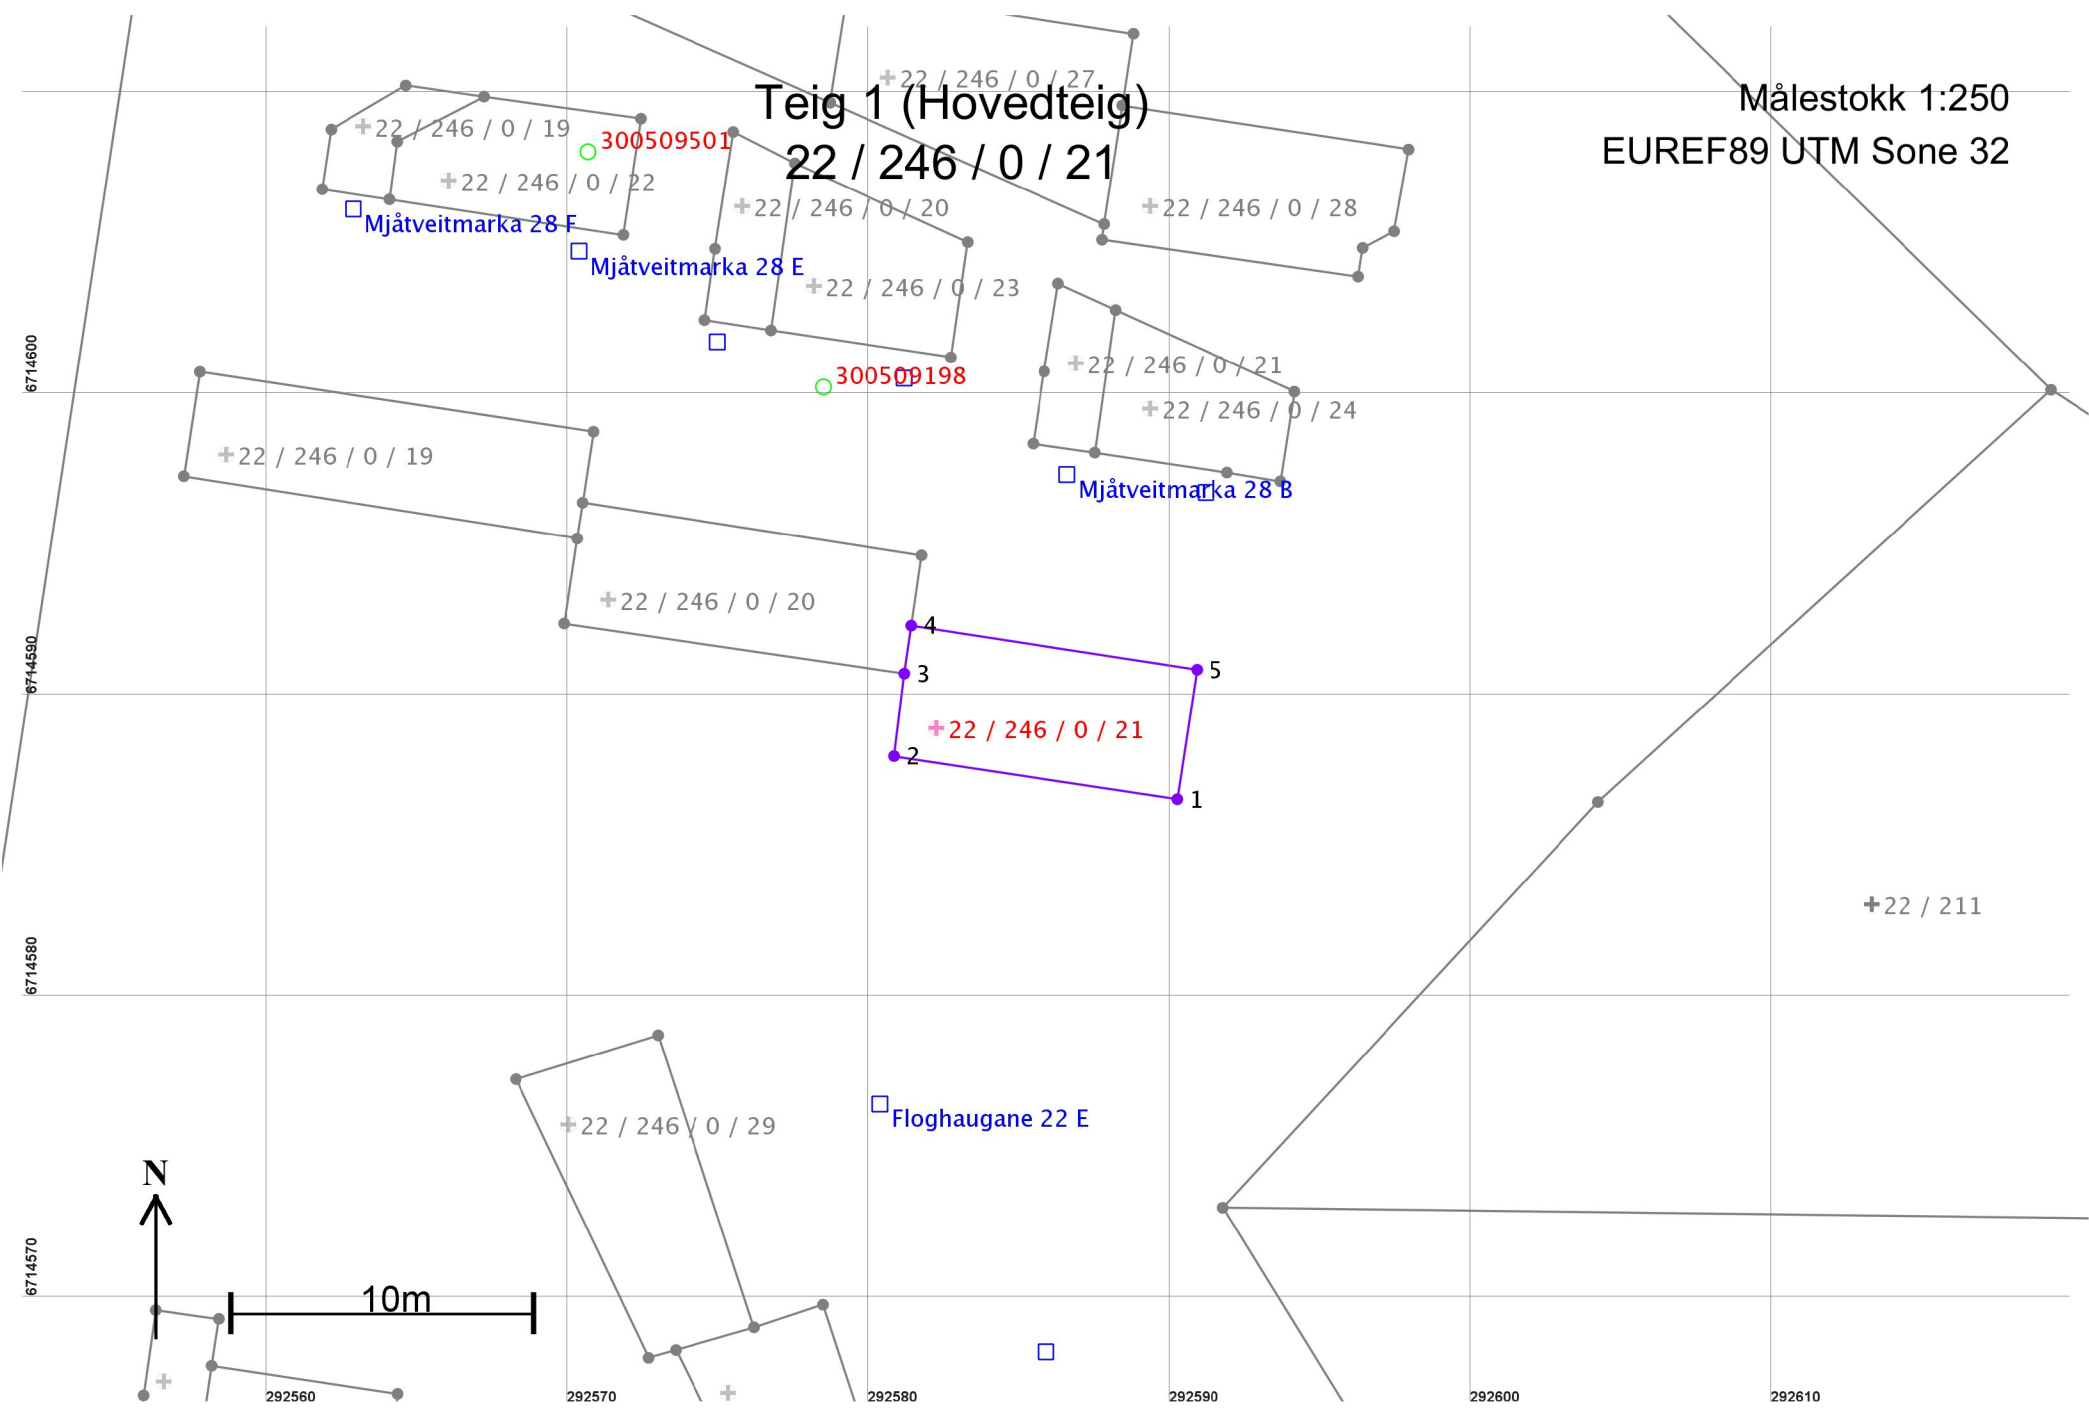 22 / 246 / 0 / 27
Teig 1 (Hovedteig)
Målestokk 1:250
22 / 246 / 0 / 19
300509501
22 / 246 / 0 / 21
EUREF89 UTM Sone 32
22 / 246 / 0 / 22
22 / 246 / 0 / 20
22 / 246 / 0 / 28
Mjåtveitmarka 28 F
Mjåtveitmarka 28 E
22 / 246 / 0 / 23
6714600
22 / 246 / 0 / 21
300509198
22 / 246 / 0 / 24
22 / 246 / 0 / 19
Mjåtveitmarka 28 B
22 / 246 / 0 / 20
4
6714590
3
5
22 / 246 / 0 / 21
2
1
22 / 211
6714580
Floghaugane 22 E
22 / 246 / 0 / 29
N
6714570
10m
292560
292570
292580
292590
292600
292610